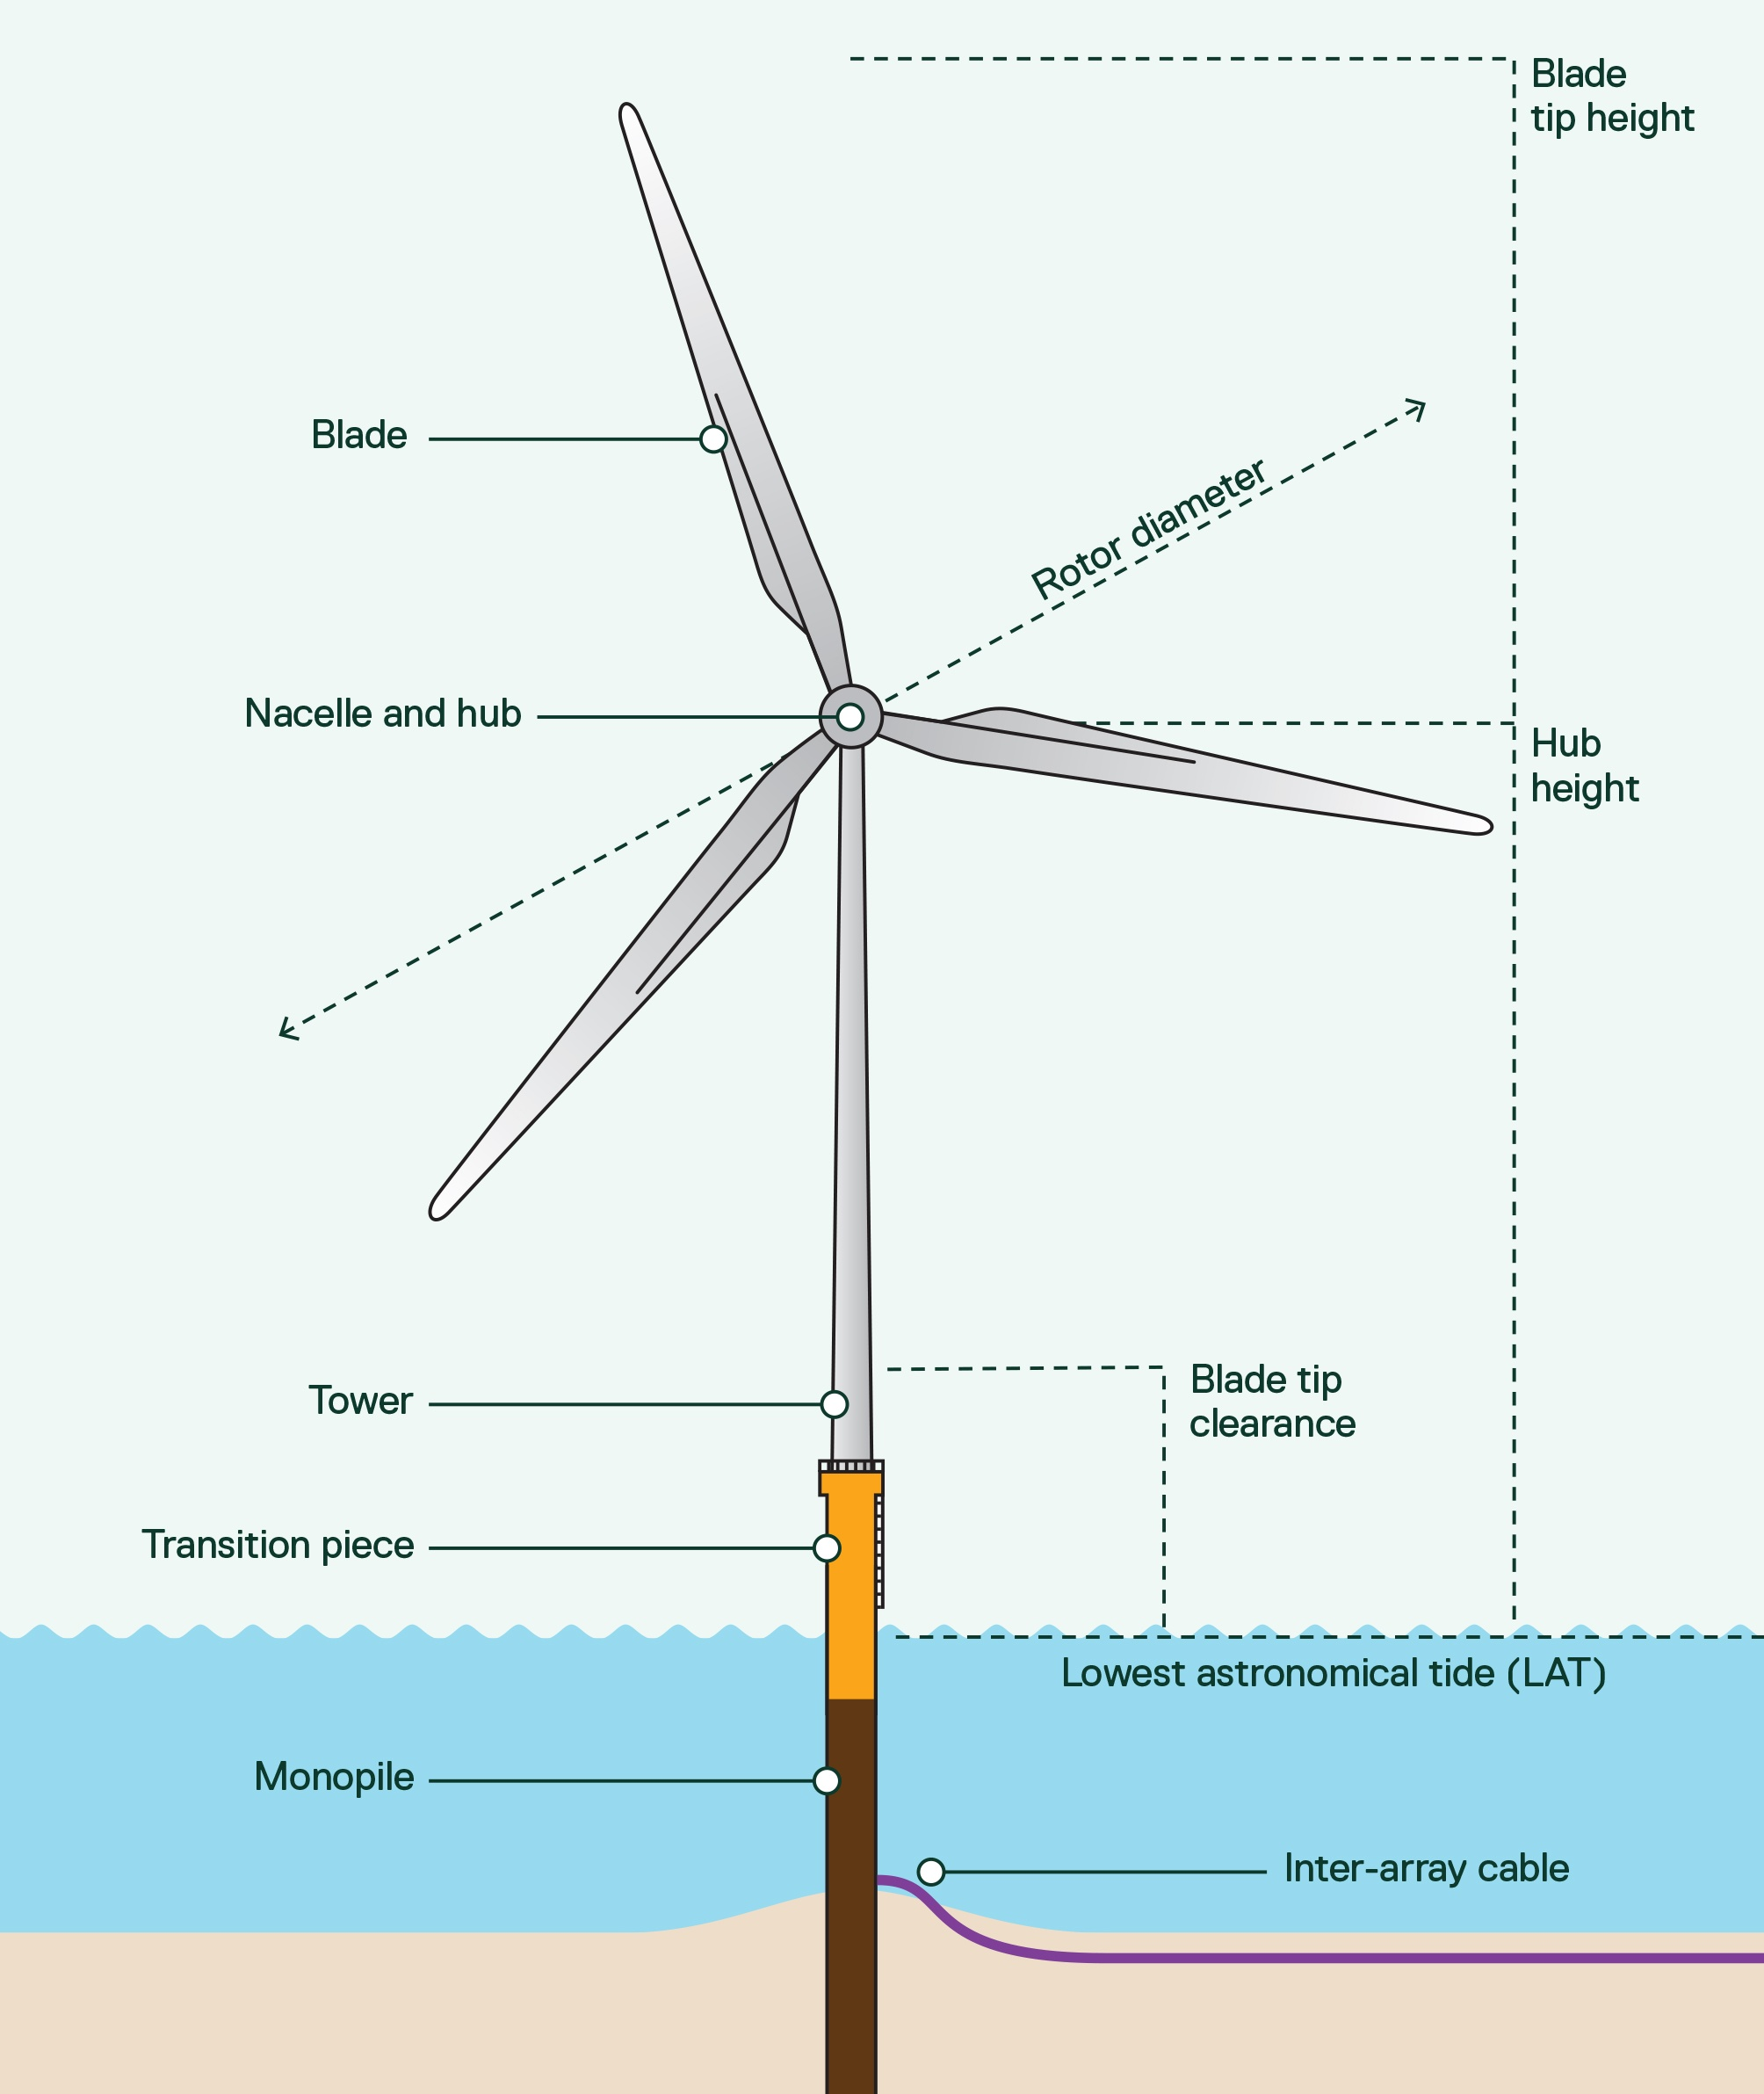 Blade
tip height
Blade
Rotor diameter
Nacelle and hub
Hub
height
Blade tip
clearance
Tower
Transition piece
Lowest astronomical tide (LAT)
Monopile
Inter-array cable